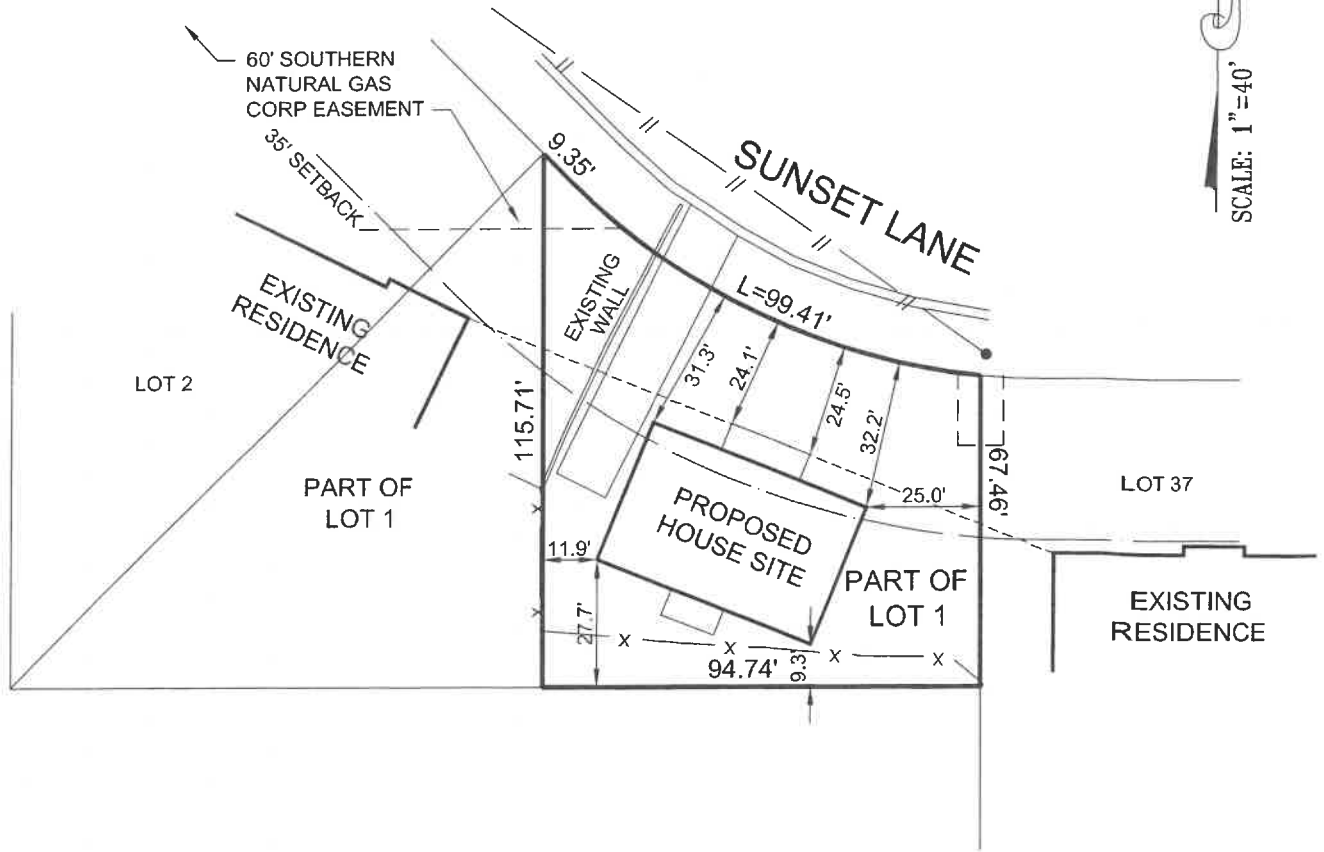 60' SOUTHERN
NATURAL GAS
CORP EASEMENT
SCALE: 1"=40'
35' SETBACK
9.35'
SUNSET LANE
EXISTING
RESIDENCE
EXISTING
WALL
L=99.41'
31.3'
24.1'
24.5'
32.2'
LOT 2
115.71'
67.46'
25.0'
LOT 37
PART OF
LOT 1
PROPOSED
HOUSE SITE
11.9'
PART OF
LOT 1
EXISTING
RESIDENCE
27.7'
X
X
X
X
X
X
94.74'
9.3'